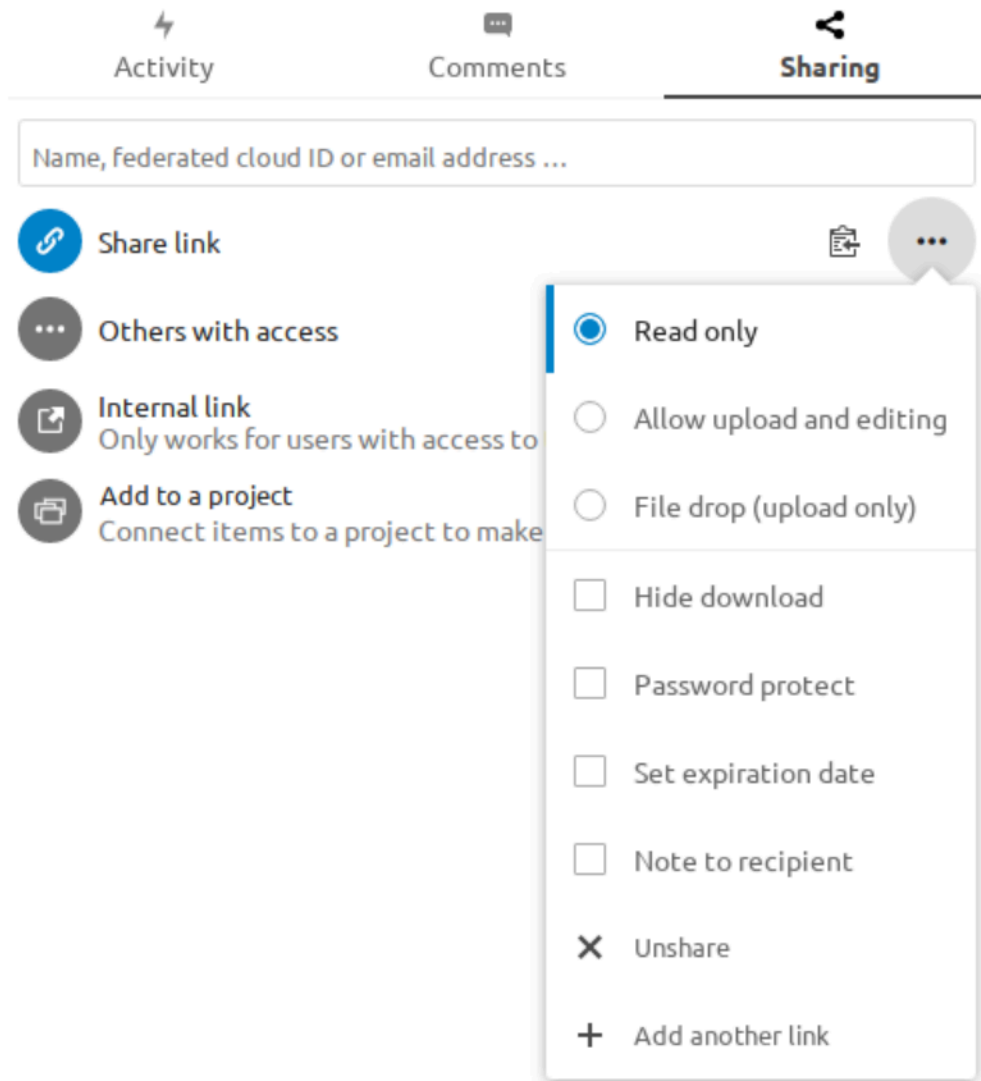 Activity
Comments
Sharing
Name, federated cloud ID or email address ...
Share link
Others with access
Internal link
Only works for users with access to
Add to a project
Connect items to a project to make
Read only
Allow upload and editing
File drop (upload only)
Hide download
Password protect
Set expiration date
Note to recipient
Unshare
Add another link